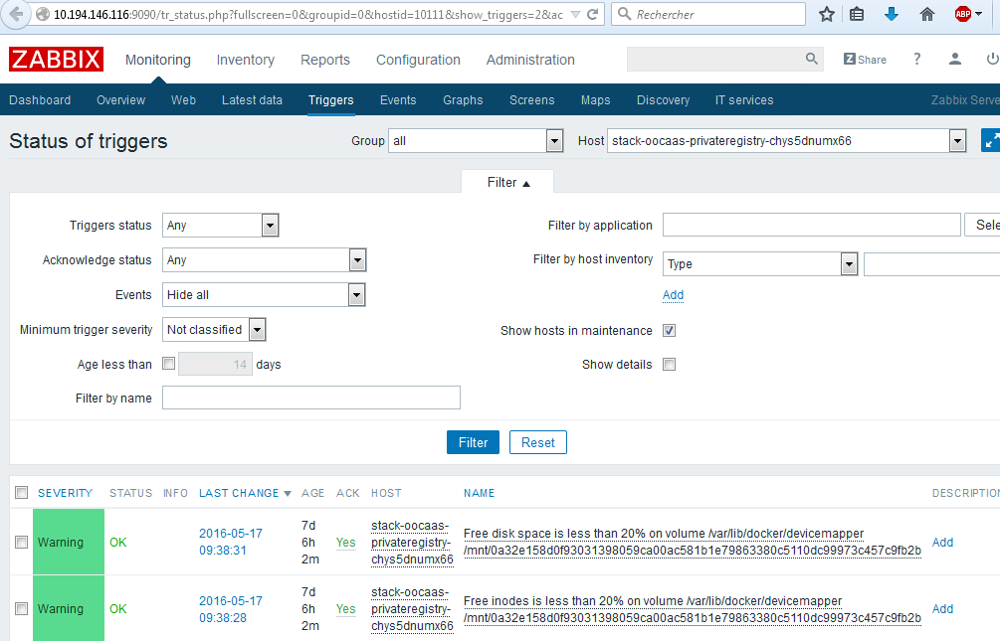 10.194.146.116:9090/tr_status.php?fullscreen=0&groupid=0&hostid=10111&show_triggers=2&ac
Rechercher
ABP
ZABBIX Monitoring Inventory Reports Configuration Administration Z Share ?
Dashboard Overview Web Latest data Triggers Events Graphs Screens Maps Discovery IT services Zabbix Serve
Status of triggers Group all Host stack-oocaas-privateregistry-chys5dnumx66
Filter ▲
Triggers status Any Filter by application Sele
Acknowledge status Any Filter by host inventory Type
Events Hide all Add
Minimum trigger severity Not classified Show hosts in maintenance
Age less than 14 days Show details
Filter by name
Filter Reset
SEVERITY STATUS INFO LAST CHANGE ▼ AGE ACK HOST NAME DESCRIPTION
Warning OK 2016-05-17
09:38:31
7d
6h
2m
Yes
stack-oocaas-
privateregistry-
chys5dnumx66
Free disk space is less than 20% on volume /var/lib/docker/devicemapper
/mnt/0a32e158d0f93031398059ca00ac581b1e79863380c5110dc99973c457c9fb2b
Add
Warning OK 2016-05-17
09:38:28
7d
6h
2m
Yes
stack-oocaas-
privateregistry-
chys5dnumx66
Free inodes is less than 20% on volume /var/lib/docker/devicemapper
/mnt/0a32e158d0f93031398059ca00ac581b1e79863380c5110dc99973c457c9fb2b
Add